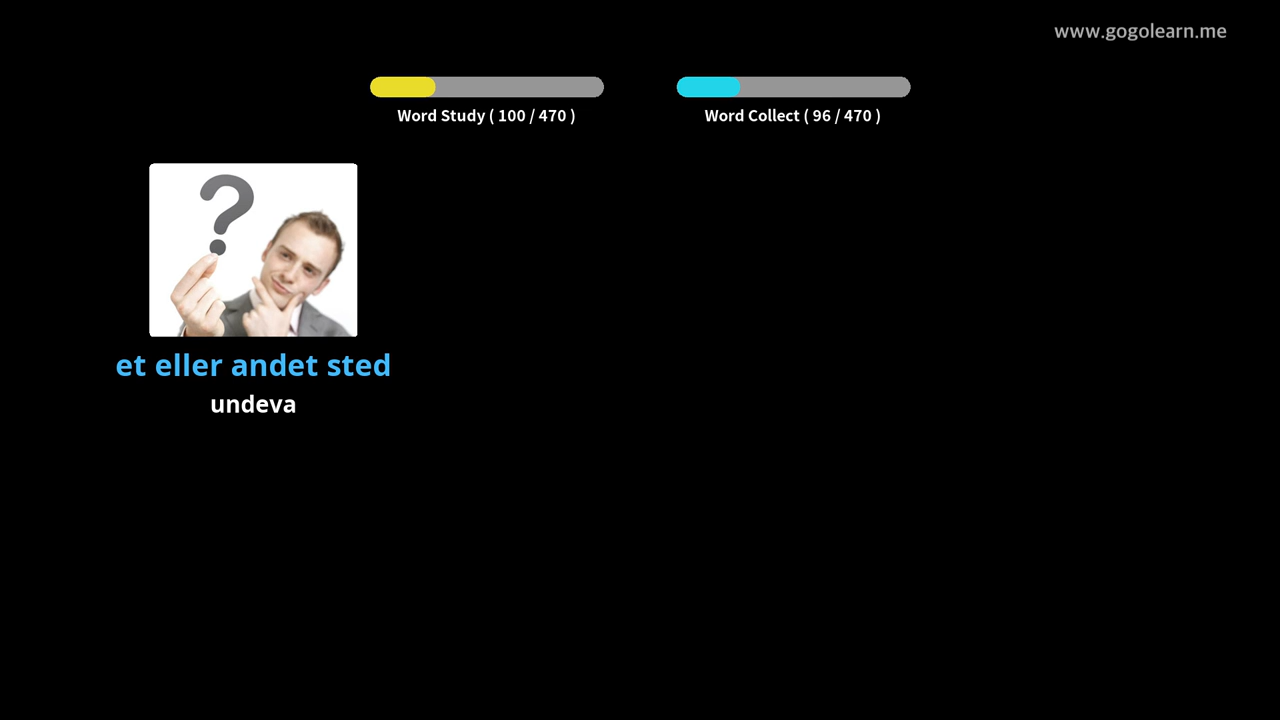 www.gogolearn.me
Word Study ( 100 / 470 )
Word Collect ( 96 / 470 )
?
et eller andet sted
undeva